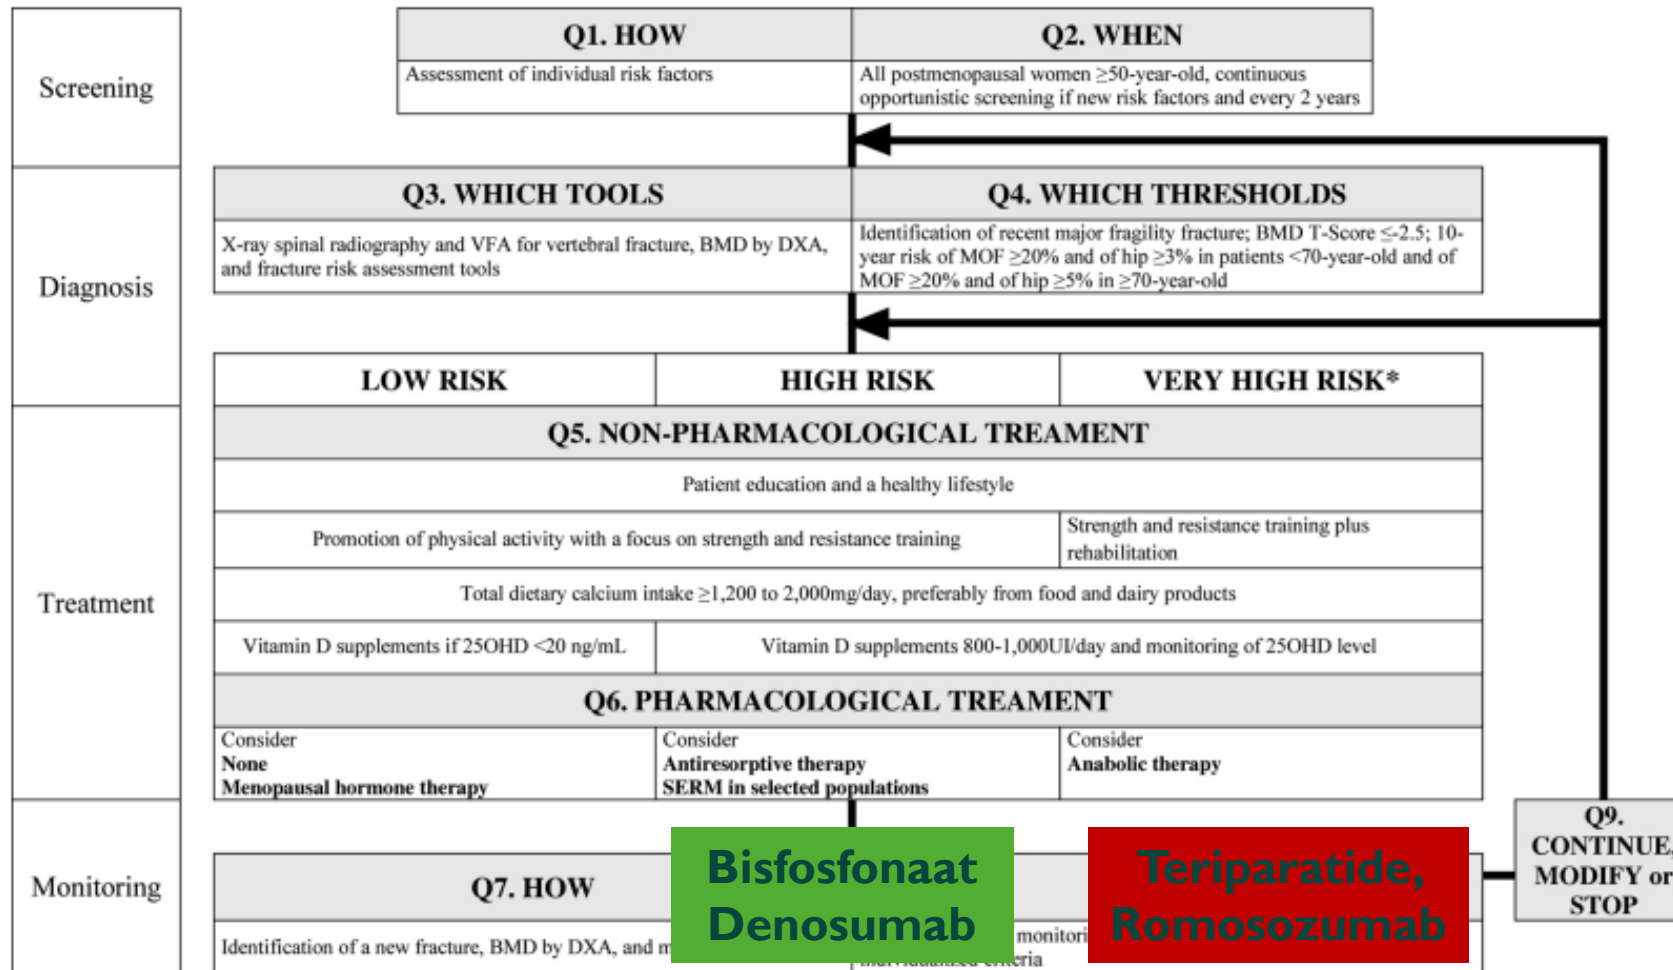 Screening
Q1. HOW
Q2. WHEN
Assessment of individual risk factors
All postmenopausal women ≥50-year-old, continuous
opportunistic screening if new risk factors and every 2 years
Diagnosis
Q3. WHICH TOOLS
Q4. WHICH THRESHOLDS
X-ray spinal radiography and VFA for vertebral fracture, BMD by DXA,
and fracture risk assessment tools
Identification of recent major fragility fracture; BMD T-Score ≤-2.5; 10-
year risk of MOF ≥20% and of hip ≥3% in patients <70-year-old and of
MOF ≥20% and of hip ≥5% in ≥70-year-old
Treatment
LOW RISK
HIGH RISK
VERY HIGH RISK*
Q5. NON-PHARMACOLOGICAL TREAMENT
Patient education and a healthy lifestyle
Promotion of physical activity with a focus on strength and resistance training
Strength and resistance training plus
rehabilitation
Total dietary calcium intake ≥1,200 to 2,000mg/day, preferably from food and dairy products
Vitamin D supplements if 25OHD <20 ng/mL
Vitamin D supplements 800-1,000UI/day and monitoring of 25OHD level
Q6. PHARMACOLOGICAL TREAMENT
Consider
None
Menopausal hormone therapy
Consider
Antiresorptive therapy
SERM in selected populations
Consider
Anabolic therapy
Monitoring
Q7. HOW
Bisfosfonaat
Denosumab
Teriparatide,
Romosozumab
Q9.
CONTINUE,
MODIFY or
STOP
Identification of a new fracture, BMD by DXA, and m
monitori